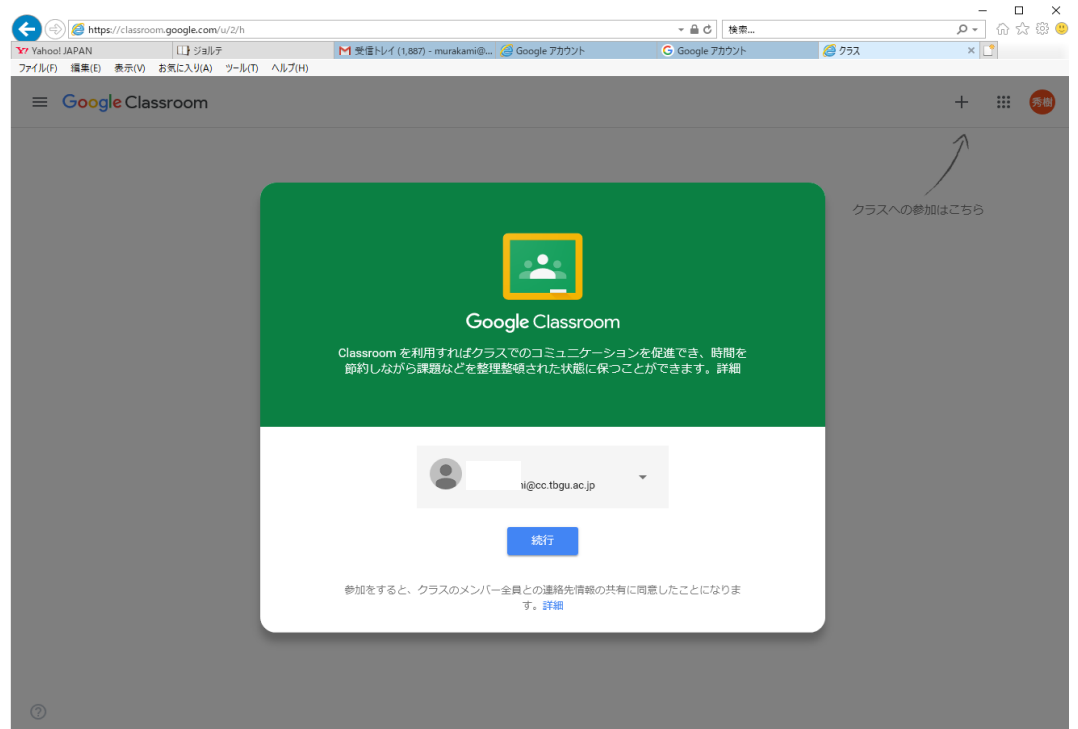 https://classroom.google.com/u/2/h
検索...
Yahoo! JAPAN
ジョルテ
受信トレイ (1,887) - murakami@...
Google アカウント
Google アカウント
クラス
ファイル(F) 編集(E) 表示(V) お気に入り(A) ツール(T) ヘルプ(H)
Google Classroom
秀樹
クラスへの参加はこちら
Google Classroom
Classroom を利用すればクラスでのコミュニケーションを促進でき、時間を
節約しながら課題などを整理整頓された状態に保つことができます。詳細
i@cc.tbgu.ac.jp
続行
参加をすると、クラスのメンバー全員との連絡先情報の共有に同意したことになりま
す。詳細